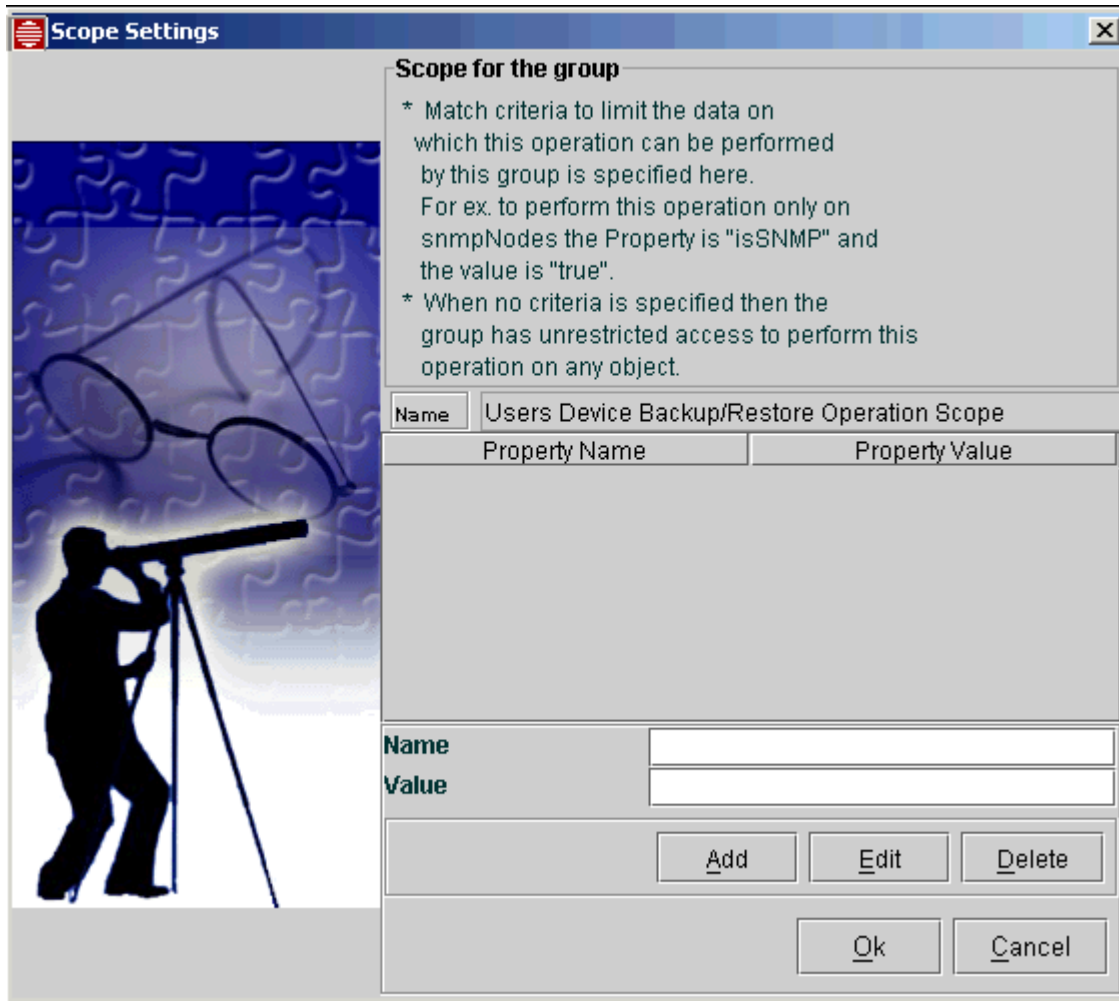 Scope Settings
Scope for the group
* Match criteria to limit the data on
which this operation can be performed
by this group is specified here.
For ex. to perform this operation only on
snmpNodes the Property is "isSNMP" and
the value is "true".
* When no criteria is specified then the
group has unrestricted access to perform this
operation on any object.
Name Users Device Backup/Restore Operation Scope
Property Name Property Value
Name
Value
Add Edit Delete
Ok Cancel